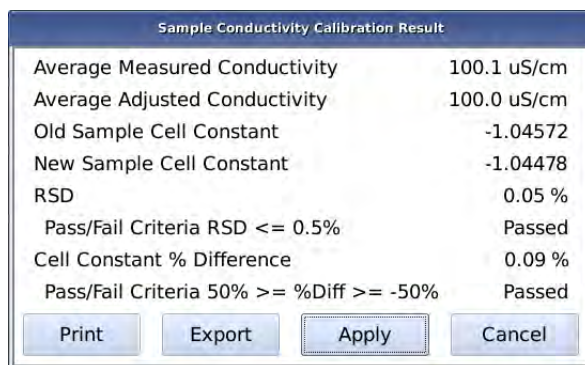 Sample Conductivity Calibration Result
Average Measured Conductivity 100.1 uS/cm
Average Adjusted Conductivity 100.0 uS/cm
Old Sample Cell Constant -1.04572
New Sample Cell Constant -1.04478
RSD 0.05 %
Pass/Fail Criteria RSD <= 0.5% Passed
Cell Constant % Difference 0.09 %
Pass/Fail Criteria 50% >= %Diff >= -50% Passed
Print Export Apply Cancel